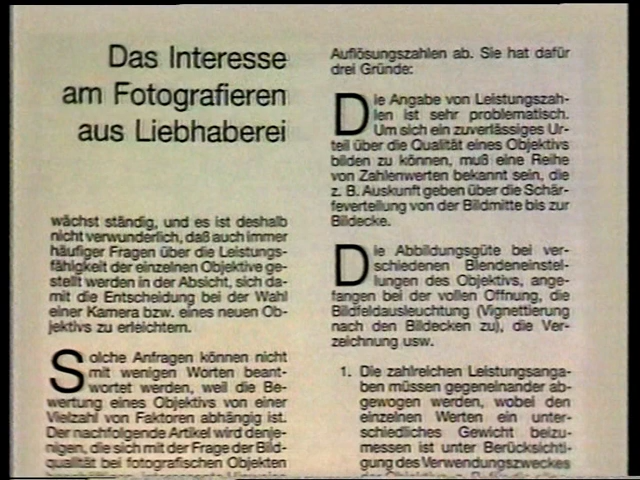 Das Interesse
am Fotografieren
aus Liebhaberei
wächst ständig, und es ist deshalb
nicht verwunderlich, daß auch immer
häufiger Fragen über die Leistungs-
fähigkeit der einzelnen Objektive ge-
stellt werden in der Absicht, sich da-
mit die Entscheidung bei der Wahl
einer Kamera bzw. eines neuen Ob-
jektivs zu erleichtern.
Solche Anfragen können nicht
mit wenigen Worten beant-
wortet werden, weil die Be-
wertung eines Objektivs von einer
Vielzahl von Faktoren abhängig ist.
Der nachfolgende Artikel wird denje-
nigen, die sich mit der Frage der Bild-
qualität bei fotografischen Objekten
Auflösungszahlen ab. Sie hat dafür
drei Gründe:
Die Angabe von Leistungszah-
len ist sehr problematisch.
Um sich ein zuverlässiges Ur-
teil über die Qualität eines Objektivs
bilden zu können, muß eine Reihe
von Zahlenwerten bekannt sein, die
z. B. Auskunft geben über die Schär-
feverteilung von der Bildmitte bis zur
Bildecke.
Die Abbildungsgüte bei ver-
schiedenen Blendeneinstel-
lungen des Objektivs, ange-
fangen bei der vollen Öffnung, die
Bildfeldausleuchtung (Vignettierung
nach den Bildecken zu), die Ver-
zeichnung usw.
1. Die zahlreichen Leistungsanga-
ben müssen gegeneinander ab-
gewogen werden, wobei den
einzelnen Werten ein unter-
schiedliches Gewicht beizu-
messen ist unter Berücksichti-
gung des Verwendungszweckes